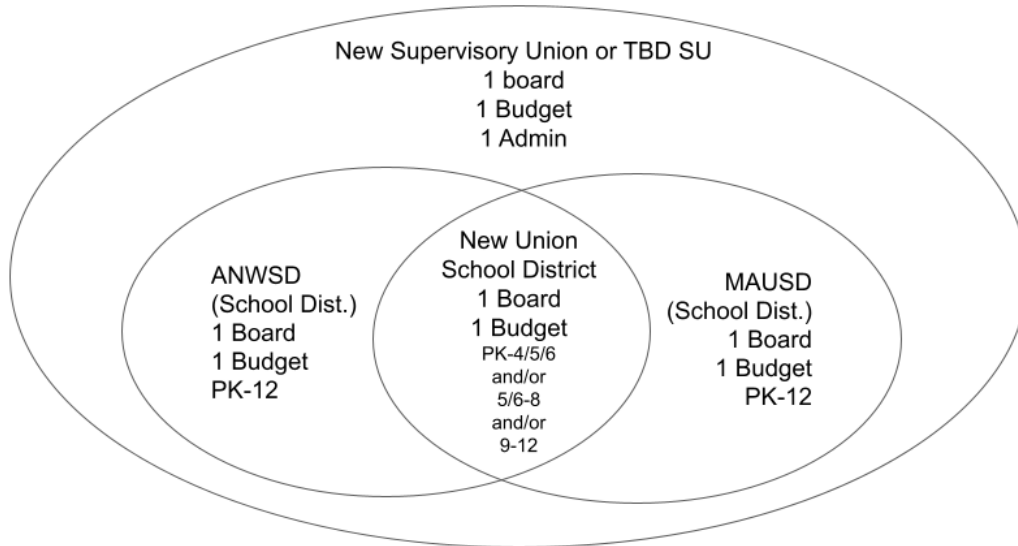 New Supervisory Union or TBD SU
1 board
1 Budget
1 Admin
ANWSD
(School Dist.)
1 Board
1 Budget
PK-12
New Union
School District
1 Board
1 Budget
PK-4/5/6
and/or
5/6-8
and/or
9-12
MAUSD
(School Dist.)
1 Board
1 Budget
PK-12